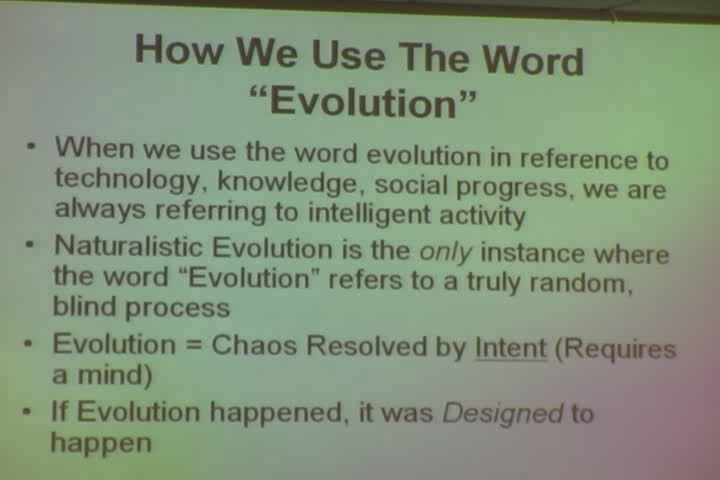 How We Use The Word
“Evolution”
• When we use the word evolution in reference to
technology, knowledge, social progress, we are
always referring to intelligent activity
• Naturalistic Evolution is the only instance where
the word “Evolution” refers to a truly random,
blind process
• Evolution = Chaos Resolved by Intent (Requires
a mind)
• If Evolution happened, it was Designed to
happen